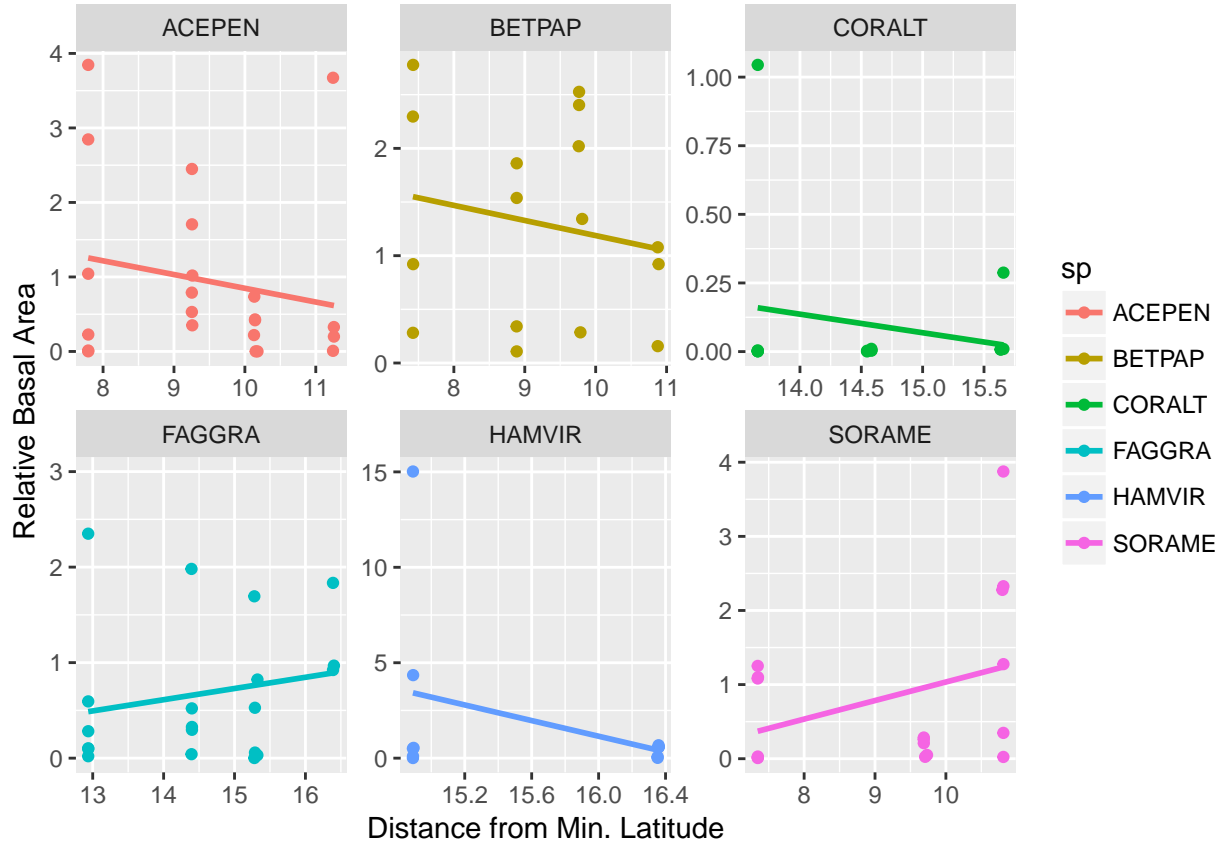 ACEPEN BETPAP CORALT
4
3
2
1
0
8 9 10 11
2
1
0
8 9 10 11
1.00
0.75
0.50
0.25
0.00
14.0 14.5 15.0 15.5
FAGGRA HAMVIR SORAME
3
2
1
0
13 14 15 16
15
10
5
0
15.2 15.6 16.0 16.4
4
3
2
1
0
8 9 10
Relative Basal Area
Distance from Min. Latitude
sp
ACEPEN
BETPAP
CORALT
FAGGRA
HAMVIR
SORAME